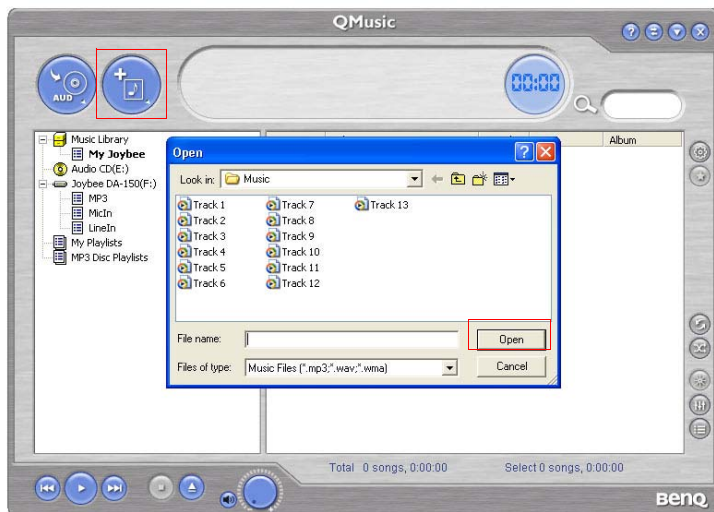 QMusic
AUD
00:00
Music Library
My Joybee
Audio CD(E:)
Joybee DA-150(F:)
MP3
MicIn
LineIn
My Playlists
MP3 Disc Playlists
Album
Open
Look in: Music
Track 1
Track 2
Track 3
Track 4
Track 5
Track 6
Track 7
Track 8
Track 9
Track 10
Track 11
Track 12
Track 13
File name:
Open
Files of type: Music Files (*.mp3;*.wav;*.wma)
Cancel
Total 0 songs, 0:00:00
Select 0 songs, 0:00:00
BenQ